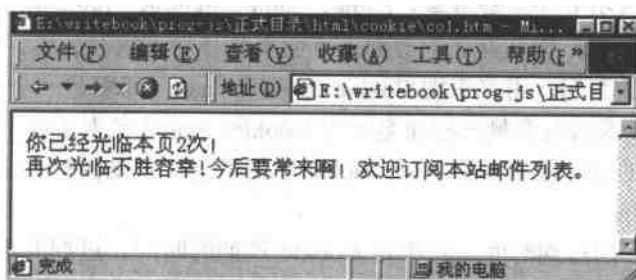 E:\writebook\prog-js\正式目录\html\cookie\co1.htm - Mi...
文件(F) 编辑(E) 查看(V) 收藏(A) 工具(T) 帮助(H »
地址(D) E:\writebook\prog-js\正式目
你已经光临本页2次!
再次光临不胜容幸!今后要常来啊! 欢迎订阅本站邮件列表。
完成 我的电脑